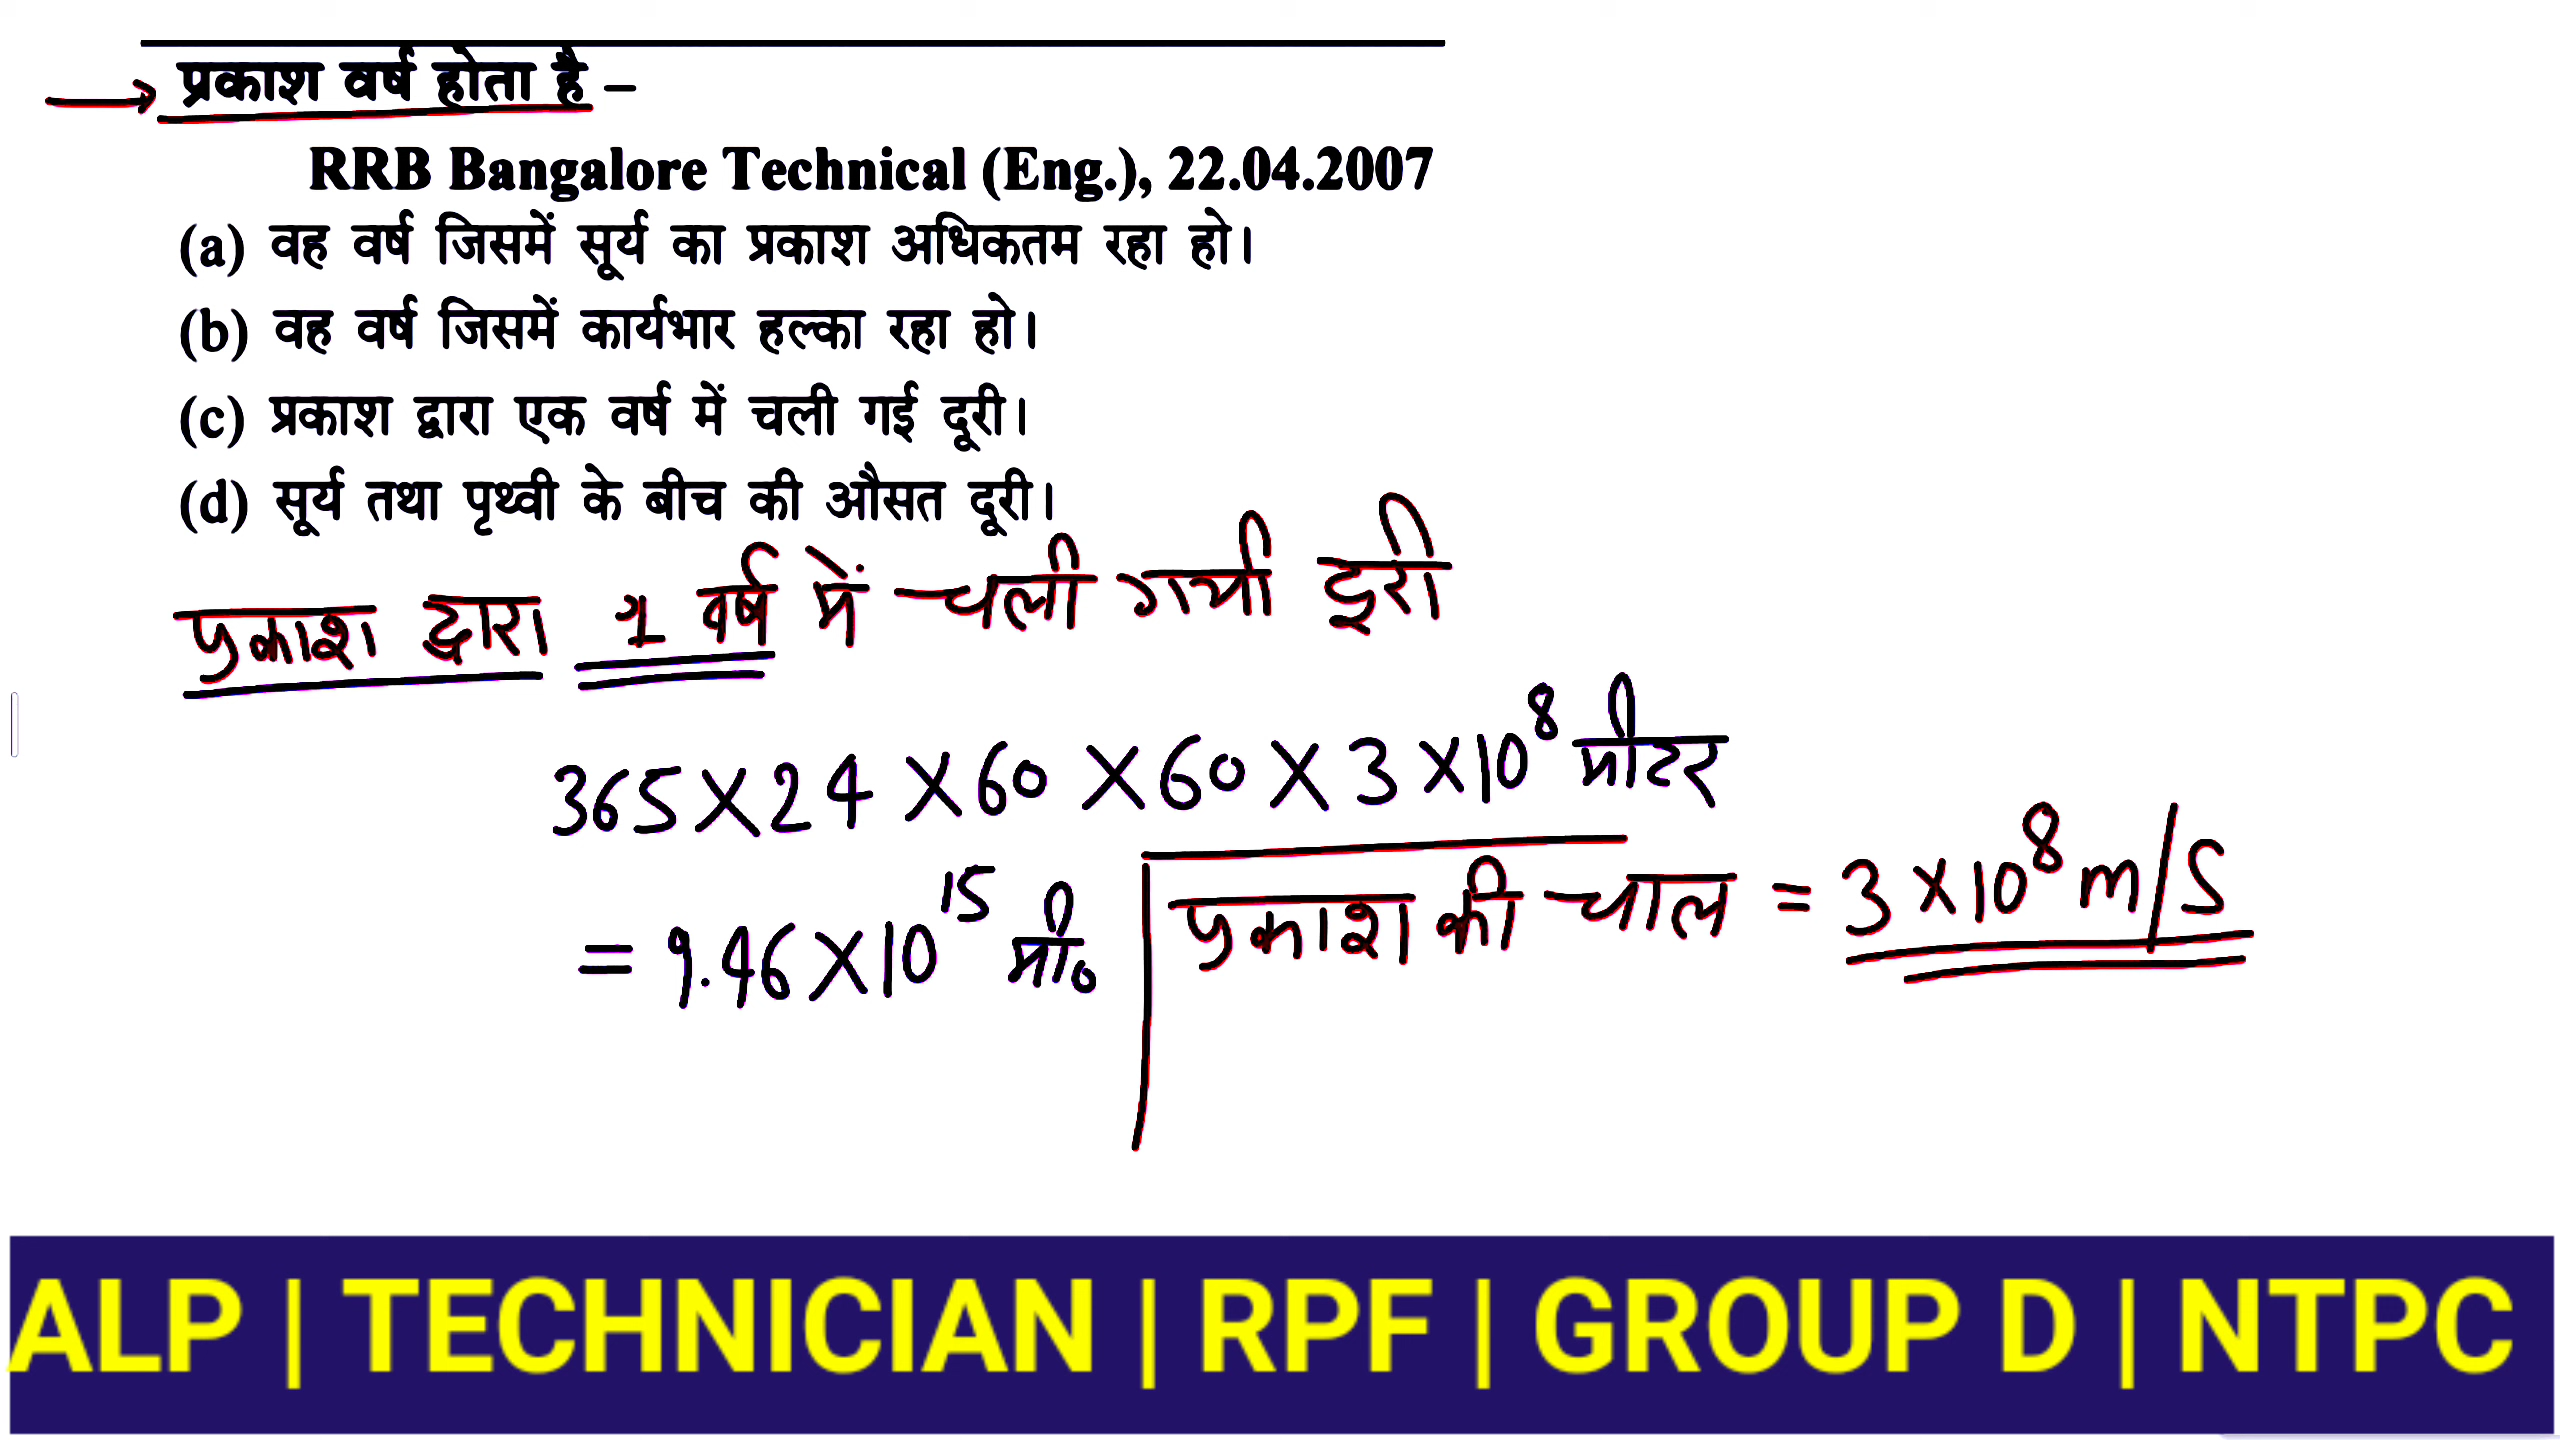 प्रकाश वर्ष होता है –
RRB Bangalore Technical (Eng.), 22.04.2007
(a) वह वर्ष जिसमें सूर्य का प्रकाश अधिकतम रहा हो।
(b) वह वर्ष जिसमें कार्यभार हल्का रहा हो।
(c) प्रकाश द्वारा एक वर्ष में चली गई दूरी।
(d) सूर्य तथा पृथ्वी के बीच की औसत दूरी।
प्रकाश द्वारा 1 वर्ष में चली गयी दुरी
365 × 24 × 60 × 60 × 3 × 10⁸ मीटर
= 9.46 × 10¹⁵ मी०
प्रकाश की चाल = 3 × 10⁸ m/s
ALP | TECHNICIAN | RPF | GROUP D | NTPC